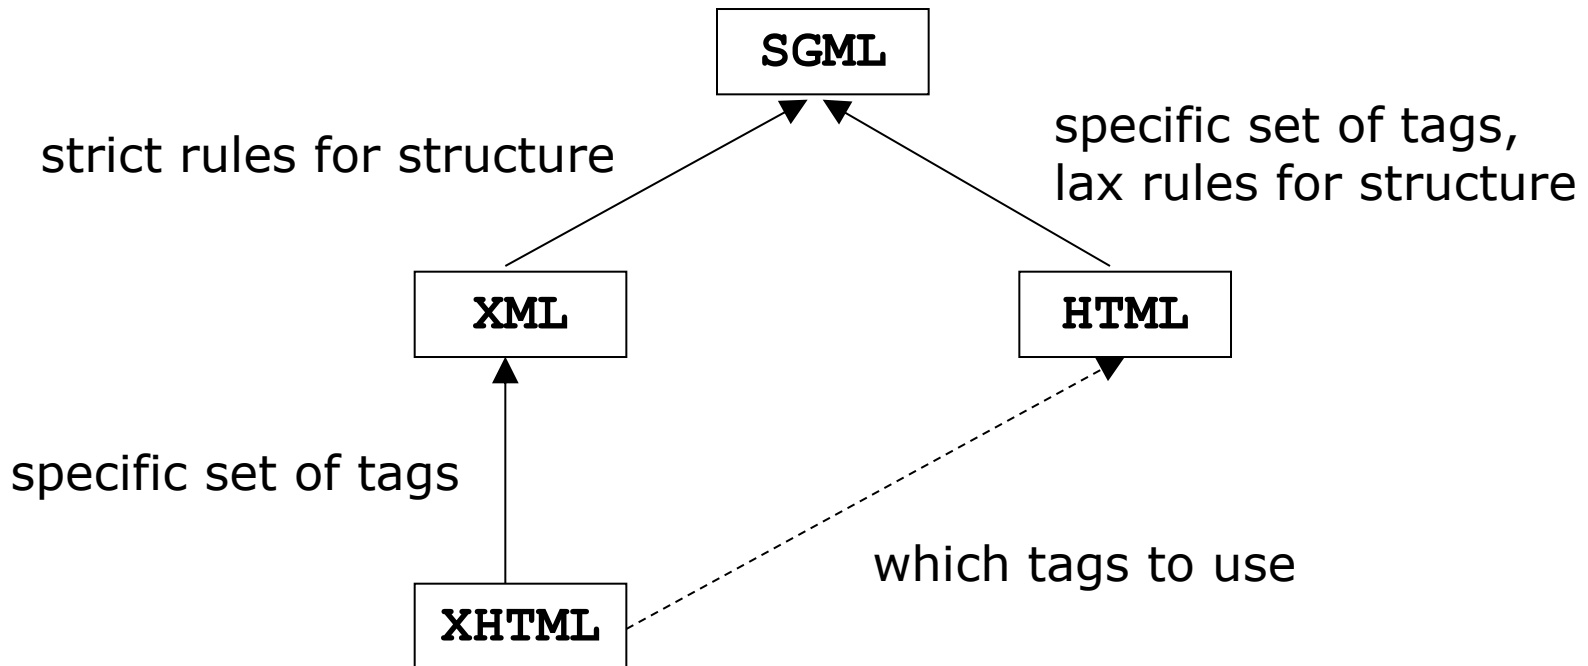 SGML
strict rules for structure
specific set of tags,
lax rules for structure
XML
HTML
specific set of tags
which tags to use
XHTML